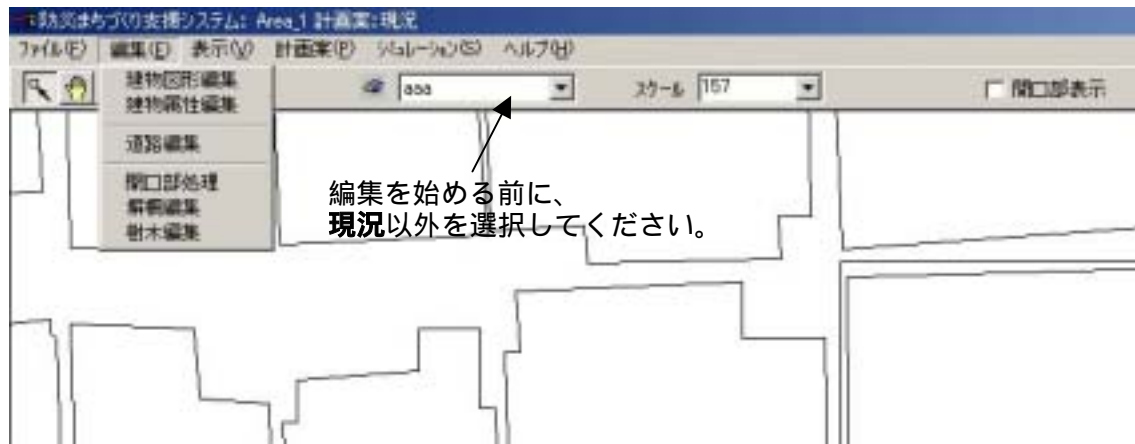 防災まちづくり支援システム: Area_1 計画案:現況
ファイル(F) 編集(E) 表示(V) 計画案(P) シミュレーション(S) ヘルプ(H)
aaa スケール 157 開口部表示
建物図形編集
建物属性編集
道路編集
開口部処理
塀柵編集
樹木編集
編集を始める前に、
現況以外を選択してください。